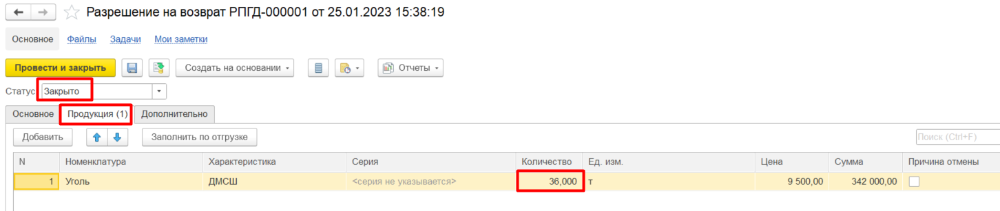 Разрешение на возврат РПГД-000001 от 25.01.2023 15:38:19
Основное Файлы Задачи Мои заметки
Провести и закрыть Создать на основании Отчеты
Статус Закрыто
Основное Продукция (1) Дополнительно
Добавить Заполнить по отгрузке Поиск (Ctrl+F)
N Номенклатура Характеристика Серия Количество Ед. изм. Цена Сумма Причина отмены
1 Уголь ДМСШ <серия не указывается> 36,000 т 9 500,00 342 000,00